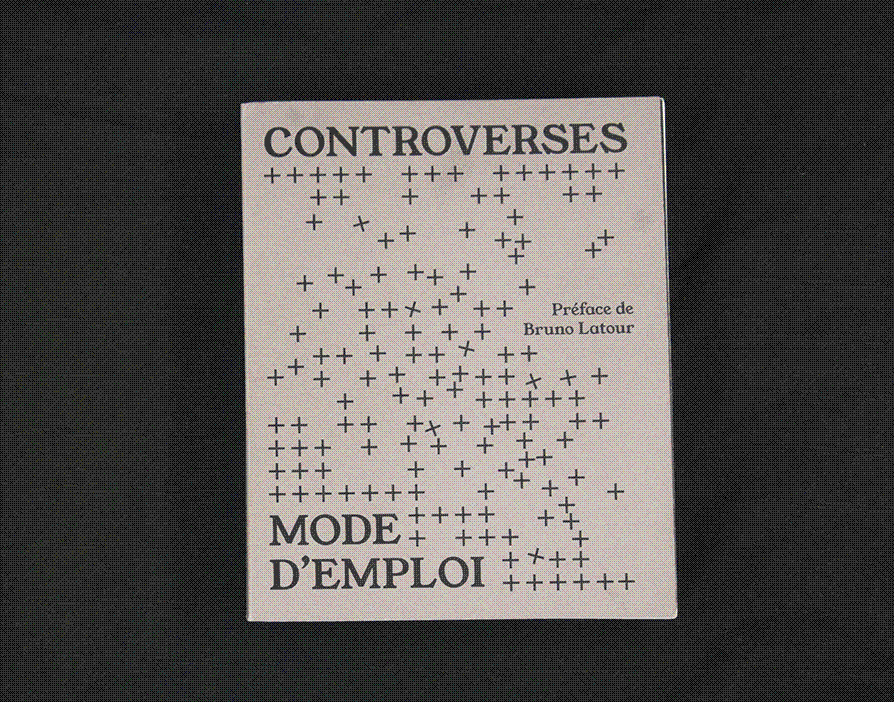 CONTROVERSES
Préface de
Bruno Latour
MODE
D'EMPLOI